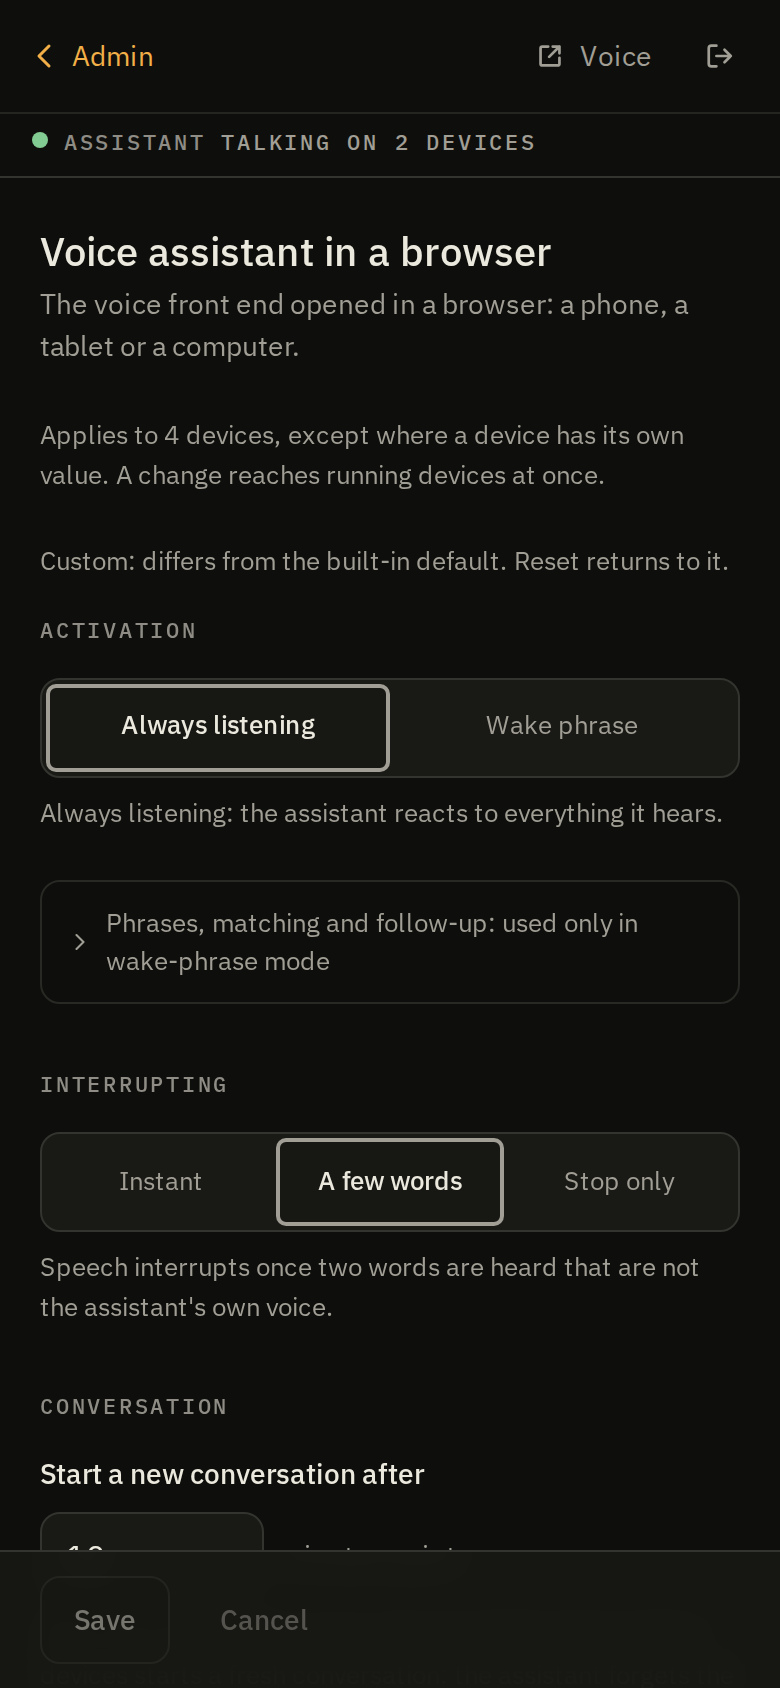 Admin
Voice
ASSISTANT TALKING ON 2 DEVICES
Voice assistant in a browser
The voice front end opened in a browser: a phone, a
tablet or a computer.
Applies to 4 devices, except where a device has its own
value. A change reaches running devices at once.
Custom: differs from the built-in default. Reset returns to it.
ACTIVATION
Always listening
Wake phrase
Always listening: the assistant reacts to everything it hears.
Phrases, matching and follow-up: used only in
wake-phrase mode
INTERRUPTING
Instant
A few words
Stop only
Speech interrupts once two words are heard that are not
the assistant's own voice.
CONVERSATION
Start a new conversation after
Save
Cancel